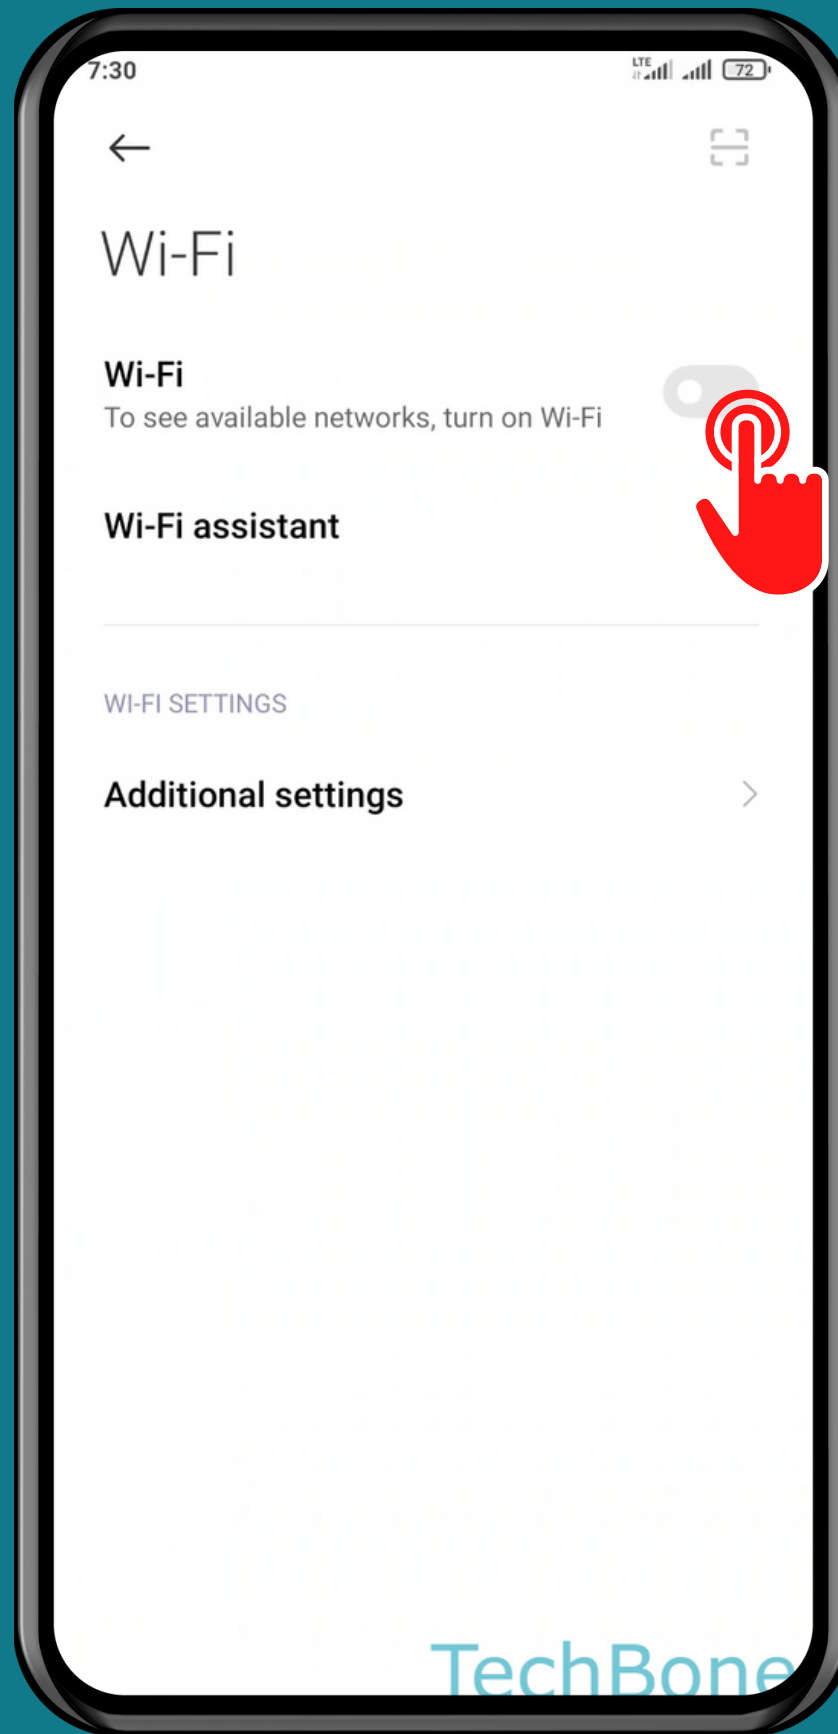 7:30
LTE
72
Wi-Fi
Wi-Fi
To see available networks, turn on Wi-Fi
Wi-Fi assistant
WI-FI SETTINGS
Additional settings
TechBone